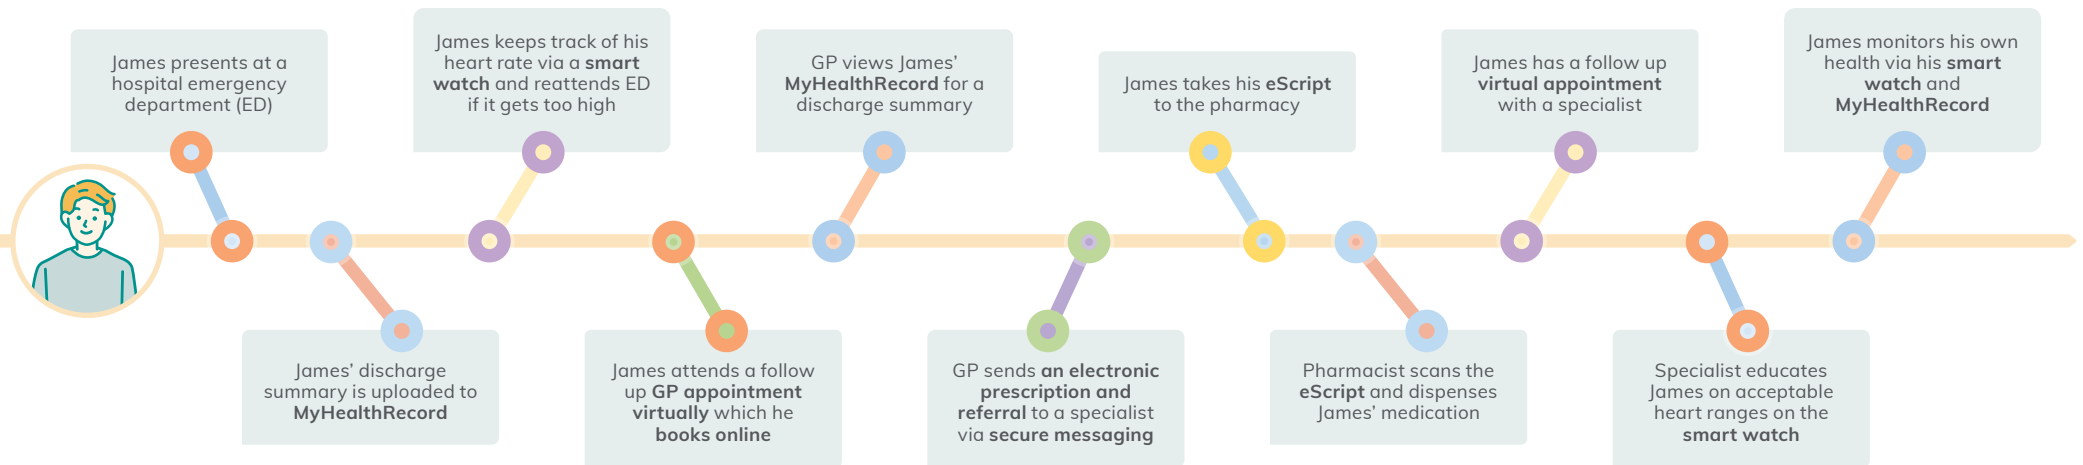 James presents at a
hospital emergency
department (ED)
James' discharge
summary is uploaded to
MyHealthRecord
James keeps track of his
heart rate via a smart
watch and reattends ED
if it gets too high
James attends a follow
up GP appointment
virtually which he
books online
GP views James'
MyHealthRecord for a
discharge summary
GP sends an electronic
prescription and
referral to a specialist
via secure messaging
James takes his eScript
to the pharmacy
Pharmacist scans the
eScript and dispenses
James' medication
James has a follow up
virtual appointment
with a specialist
Specialist educates
James on acceptable
heart ranges on the
smart watch
James monitors his own
health via his smart
watch and
MyHealthRecord